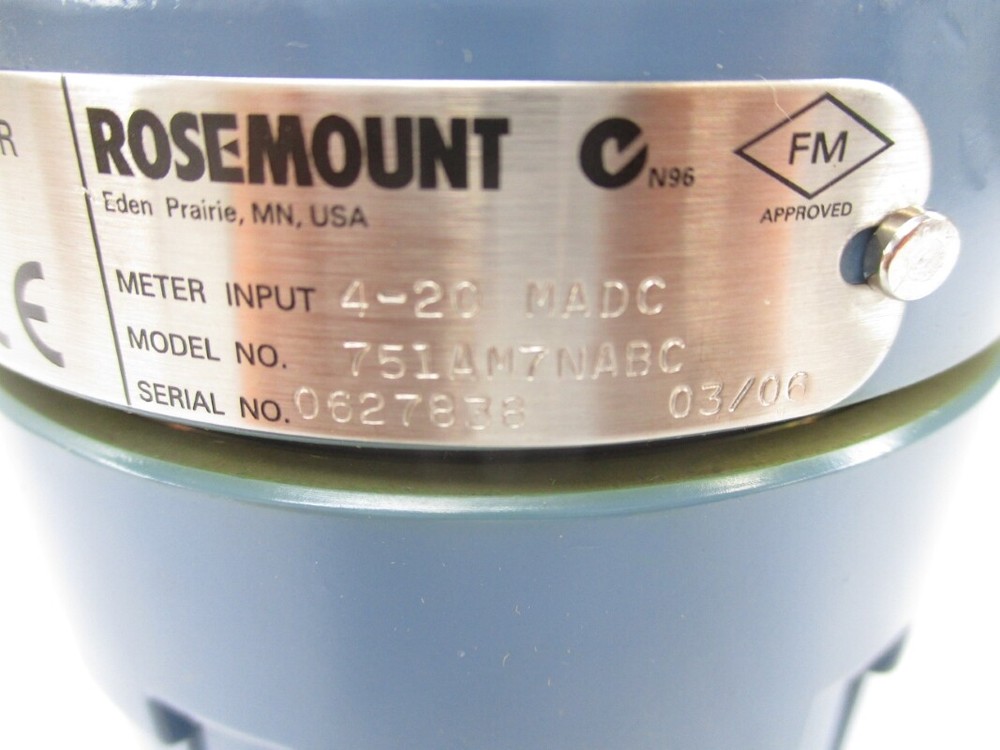 R
ROSEMOUNT
Eden Prairie, MN, USA
N96
FM
APPROVED
CE
METER INPUT 4-20 MADC
MODEL NO. 751AM7NABC
SERIAL NO. 0627838 03/06